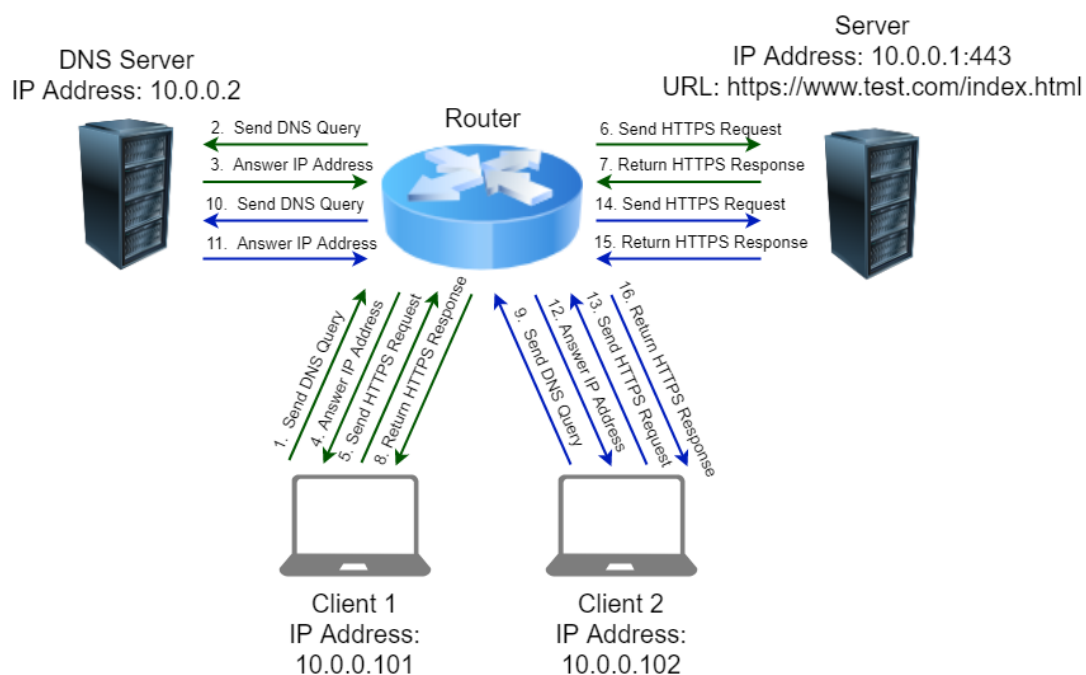 Server
IP Address: 10.0.0.1:443
URL: https://www.test.com/index.html
DNS Server
IP Address: 10.0.0.2
Router
2. Send DNS Query
3. Answer IP Address
10. Send DNS Query
11. Answer IP Address
6. Send HTTPS Request
7. Return HTTPS Response
14. Send HTTPS Request
15. Return HTTPS Response
1. Send DNS Query
4. Answer IP Address
5. Send HTTPS Request
8. Return HTTPS Response
9. Send DNS Query
12. Answer IP Address
13. Send HTTPS Request
16. Return HTTPS Response
Client 1
IP Address:
10.0.0.101
Client 2
IP Address:
10.0.0.102